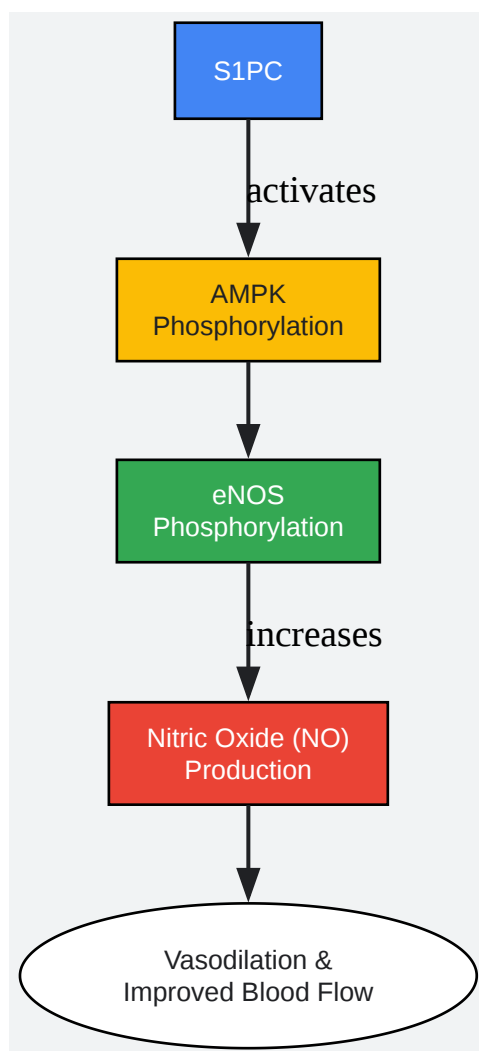 S1PC
activates
AMPK
Phosphorylation
eNOS
Phosphorylation
increases
Nitric Oxide (NO)
Production
Vasodilation &
Improved Blood Flow